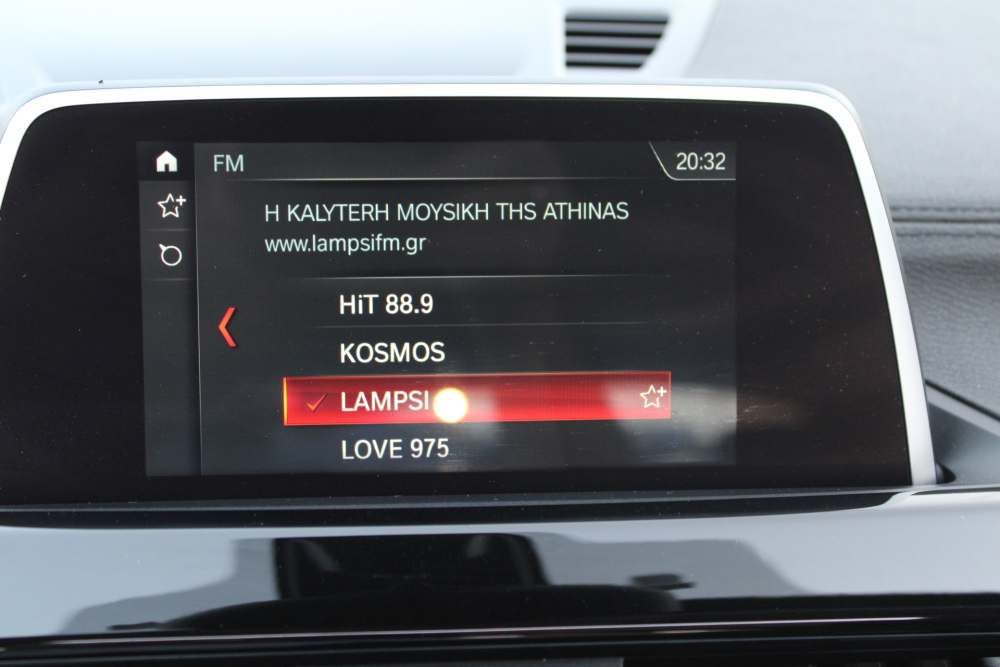 FM
20:32
H KALYTERH MOYSIKH THS ATHINAS
www.lampsifm.gr
HiT 88.9
KOSMOS
LAMPSI
LOVE 975